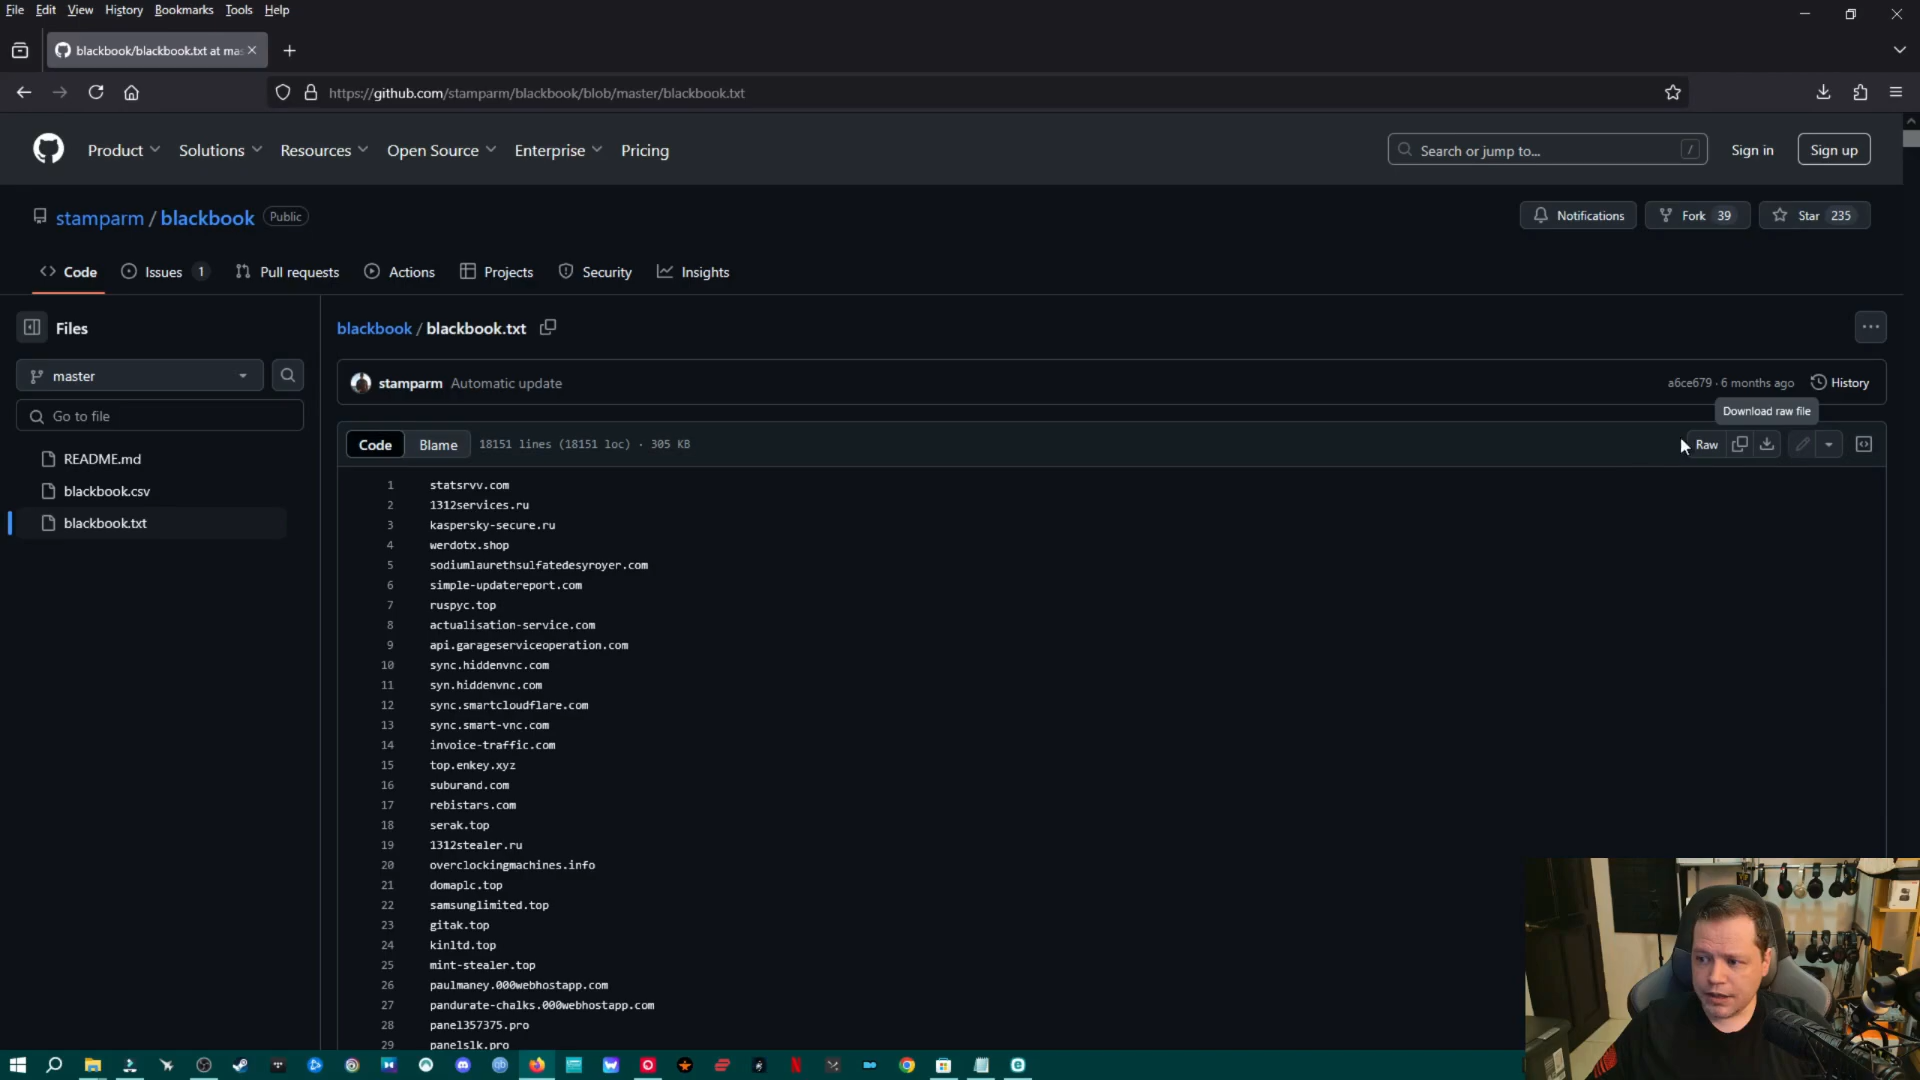 File Edit View History Bookmarks Tools Help
blackbook/blackbook.txt at mas
https://github.com/stamparm/blackbook/blob/master/blackbook.txt
Product Solutions Resources Open Source Enterprise Pricing
Search or jump to... /
Sign in
Sign up
stamparm / blackbook Public
Notifications Fork 39 Star 235
Code Issues 1 Pull requests Actions Projects Security Insights
Files
master
Go to file
README.md
blackbook.csv
blackbook.txt
blackbook / blackbook.txt
stamparm Automatic update
a6ce679 · 6 months ago History
Download raw file
Code Blame 18151 lines (18151 loc) · 305 KB
Raw
1 statsrvv.com
2 1312services.ru
3 kaspersky-secure.ru
4 werdotx.shop
5 sodiumlaurethsulfatedesyroyer.com
6 simple-updatereport.com
7 ruspyc.top
8 actualisation-service.com
9 api.garageserviceoperation.com
10 sync.hiddenvnc.com
11 syn.hiddenvnc.com
12 sync.smartcloudflare.com
13 sync.smart-vnc.com
14 invoice-traffic.com
15 top.enkey.xyz
16 suburand.com
17 rebistars.com
18 serak.top
19 1312stealer.ru
20 overclockingmachines.info
21 domaplc.top
22 samsunglimited.top
23 gitak.top
24 kinltd.top
25 mint-stealer.top
26 paulmaney.000webhostapp.com
27 pandurate-chalks.000webhostapp.com
28 panel357375.pro
29 panelslk.pro